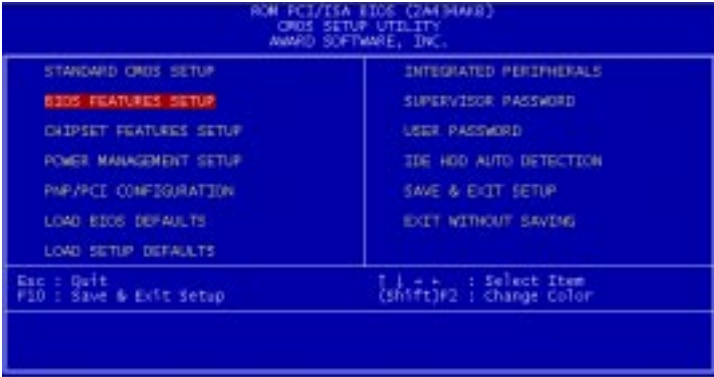 ROM PCI/ISA BIOS (2A434AKB)
CMOS SETUP UTILITY
AWARD SOFTWARE, INC.
STANDARD CMOS SETUP
BIOS FEATURES SETUP
CHIPSET FEATURES SETUP
POWER MANAGEMENT SETUP
PNP/PCI CONFIGURATION
LOAD BIOS DEFAULTS
LOAD SETUP DEFAULTS
INTEGRATED PERIPHERALS
SUPERVISOR PASSWORD
USER PASSWORD
IDE HDD AUTO DETECTION
SAVE & EXIT SETUP
EXIT WITHOUT SAVING
Esc : Quit
F10 : Save & Exit Setup
↑ ↓ → ← : Select Item
(Shift)F2 : Change Color